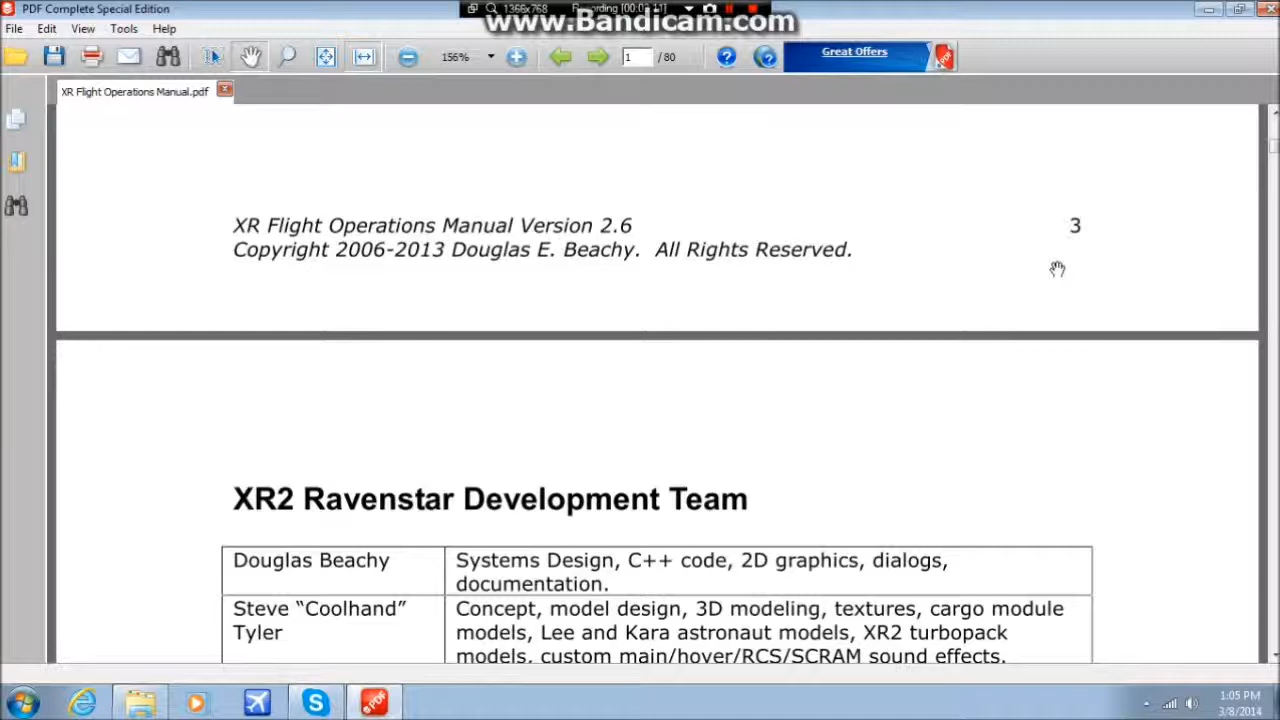 PDF Complete Special Edition
1366x768 Recording
www.Bandicam.com
File Edit View Tools Help
156% 1 / 80 Great Offers
XR Flight Operations Manual.pdf
XR Flight Operations Manual Version 2.6 3
Copyright 2006-2013 Douglas E. Beachy. All Rights Reserved.
XR2 Ravenstar Development Team
Douglas Beachy Systems Design, C++ code, 2D graphics, dialogs,
documentation.
Steve “Coolhand” Concept, model design, 3D modeling, textures, cargo module
Tyler models, Lee and Kara astronaut models, XR2 turbopack
models, custom main/hover/RCS/SCRAM sound effects.
1:05 PM
3/8/2014